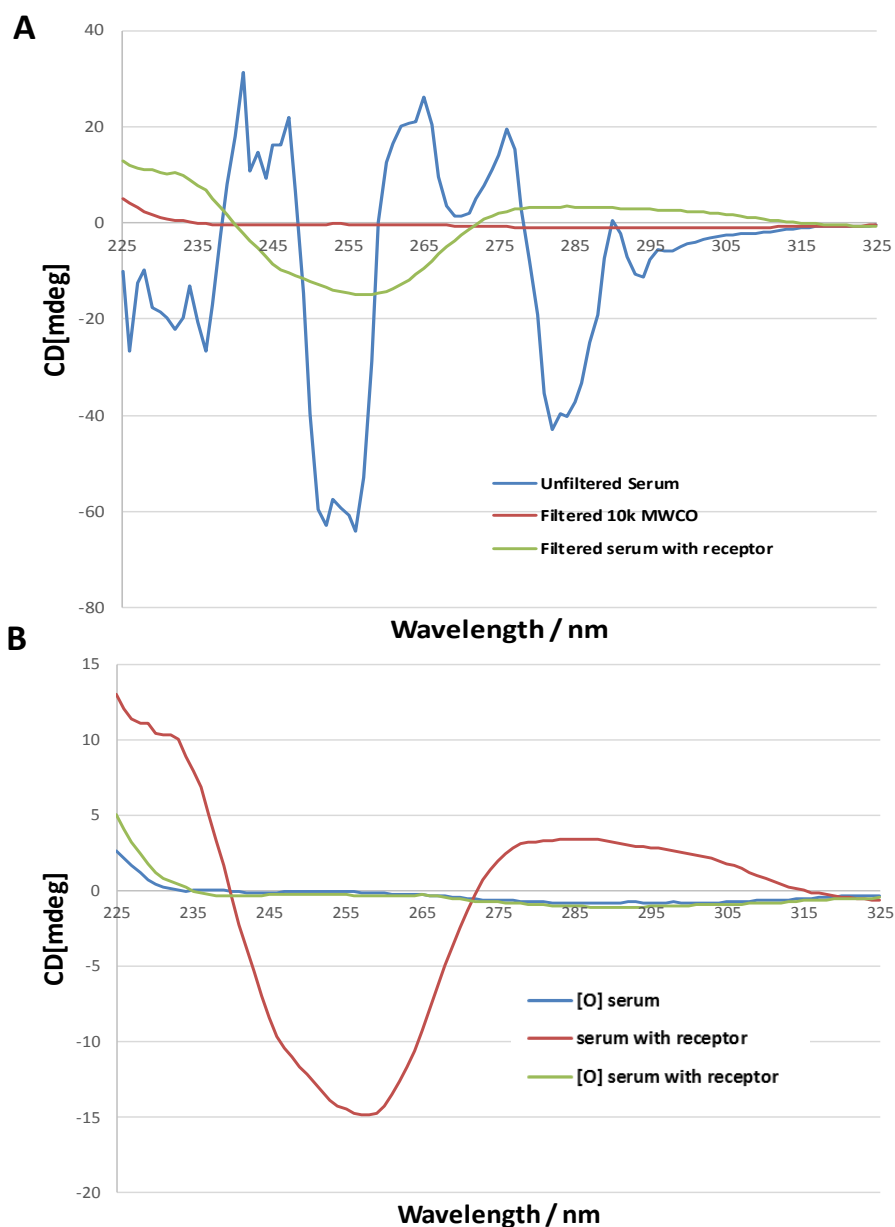 A
40
20
0
-20
-40
-60
-80
225 235 245 255 265 275 285 295 305 315 325
CD[mdeg]
Unfiltered Serum
Filtered 10k MWCO
Filtered serum with receptor
Wavelength / nm
B
15
10
5
0
-5
-10
-15
-20
225 235 245 255 265 275 285 295 305 315 325
CD[mdeg]
[O] serum
serum with receptor
[O] serum with receptor
Wavelength / nm